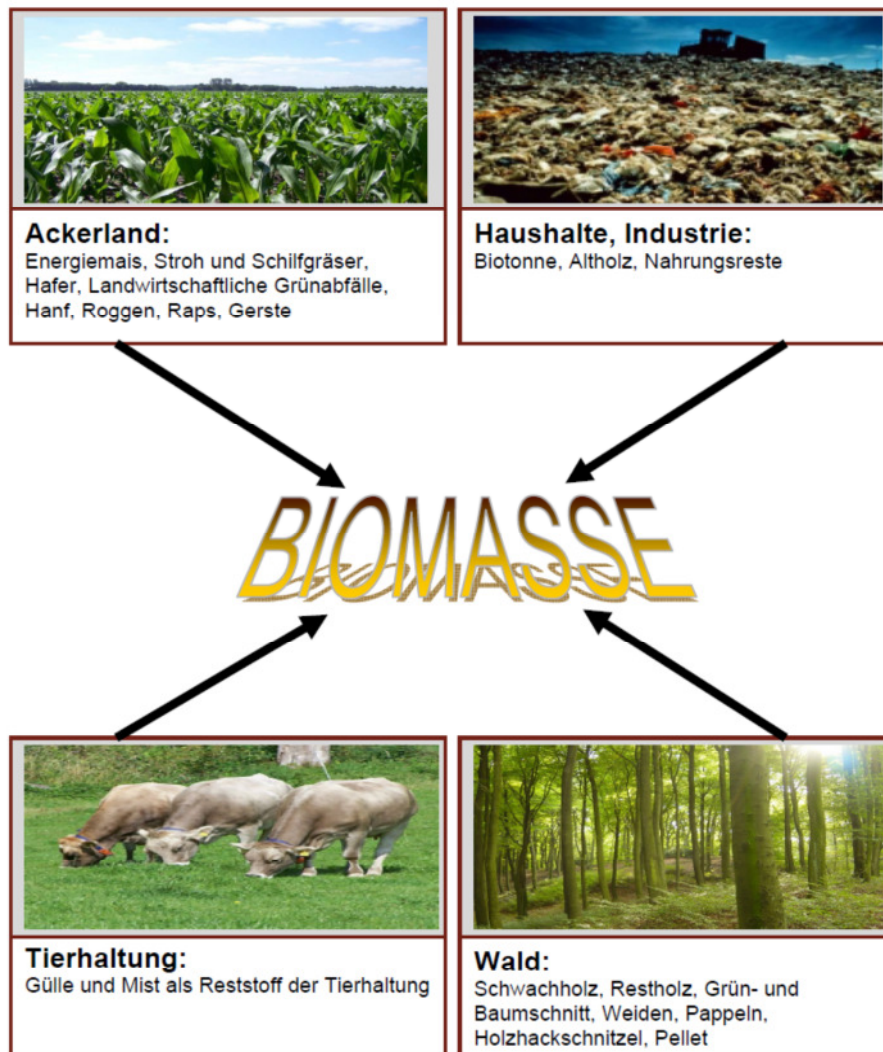 Ackerland:
Energiemais, Stroh und Schilfgräser,
Hafer, Landwirtschaftliche Grünabfälle,
Hanf, Roggen, Raps, Gerste
Haushalte, Industrie:
Biotonne, Altholz, Nahrungsreste
BIOMASSE
Tierhaltung:
Gülle und Mist als Reststoff der Tierhaltung
Wald:
Schwachholz, Restholz, Grün- und
Baumschnitt, Weiden, Pappeln,
Holzhackschnitzel, Pellet